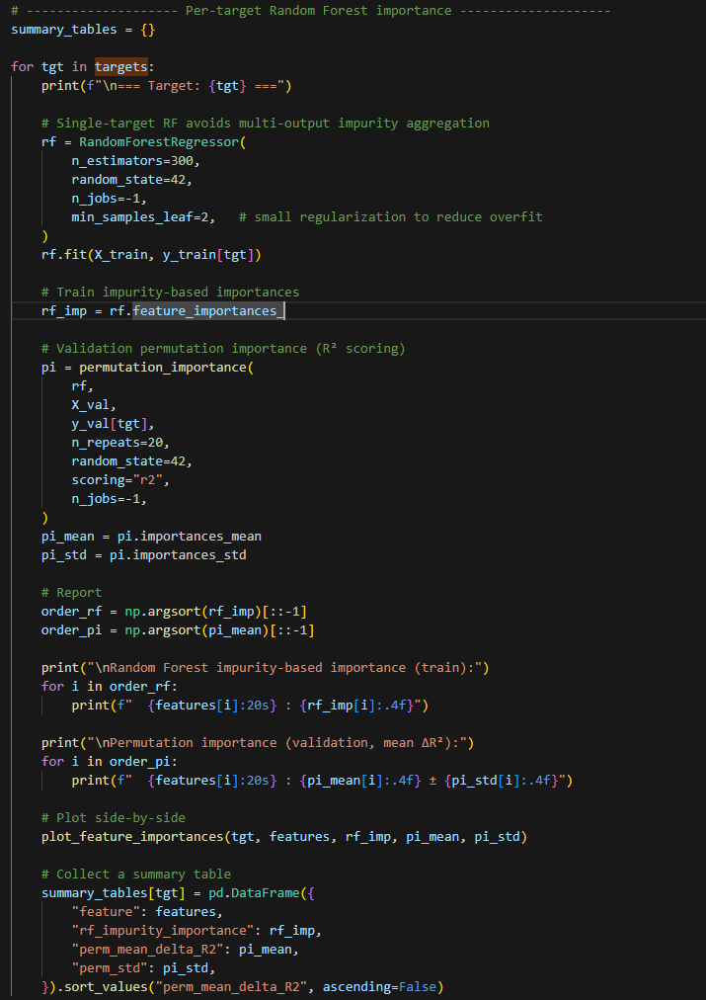 # -------------------- Per-target Random Forest importance --------------------
summary_tables = {}

for tgt in targets:
    print(f"\n=== Target: {tgt} ===")

    # Single-target RF avoids multi-output impurity aggregation
    rf = RandomForestRegressor(
        n_estimators=300,
        random_state=42,
        n_jobs=-1,
        min_samples_leaf=2,   # small regularization to reduce overfit
    )
    rf.fit(X_train, y_train[tgt])

    # Train impurity-based importances
    rf_imp = rf.feature_importances_

    # Validation permutation importance (R² scoring)
    pi = permutation_importance(
        rf,
        X_val,
        y_val[tgt],
        n_repeats=20,
        random_state=42,
        scoring="r2",
        n_jobs=-1,
    )
    pi_mean = pi.importances_mean
    pi_std = pi.importances_std

    # Report
    order_rf = np.argsort(rf_imp)[::-1]
    order_pi = np.argsort(pi_mean)[::-1]

    print("\nRandom Forest impurity-based importance (train):")
    for i in order_rf:
        print(f"  {features[i]:20s} : {rf_imp[i]:.4f}")

    print("\nPermutation importance (validation, mean ΔR²):")
    for i in order_pi:
        print(f"  {features[i]:20s} : {pi_mean[i]:.4f} ± {pi_std[i]:.4f}")

    # Plot side-by-side
    plot_feature_importances(tgt, features, rf_imp, pi_mean, pi_std)

    # Collect a summary table
    summary_tables[tgt] = pd.DataFrame({
        "feature": features,
        "rf_impurity_importance": rf_imp,
        "perm_mean_delta_R2": pi_mean,
        "perm_std": pi_std,
    }).sort_values("perm_mean_delta_R2", ascending=False)